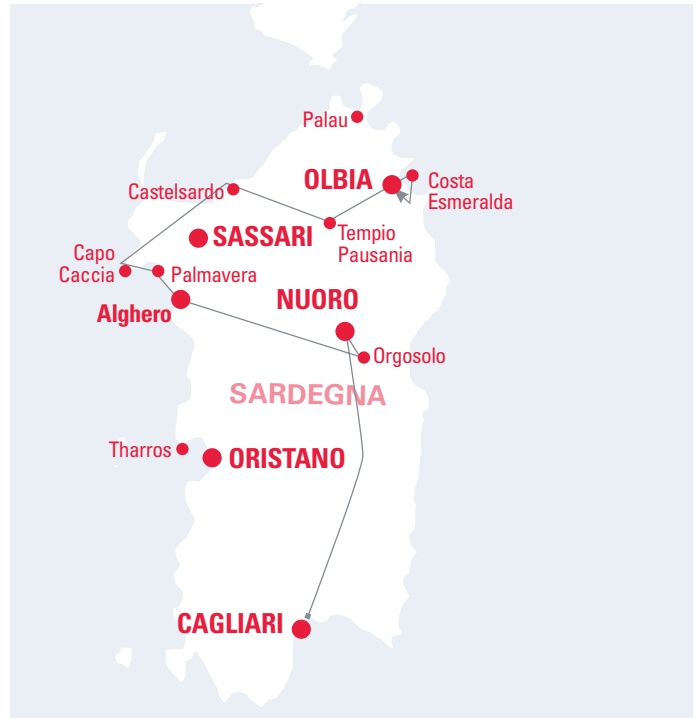 Palau
OLBIA
Costa
Esmeralda
Castelsardo
SASSARI
Tempio
Pausania
Capo
Caccia
Palmavera
Alghero
NUORO
Orgosolo
SARDEGNA
Tharros
ORISTANO
CAGLIARI